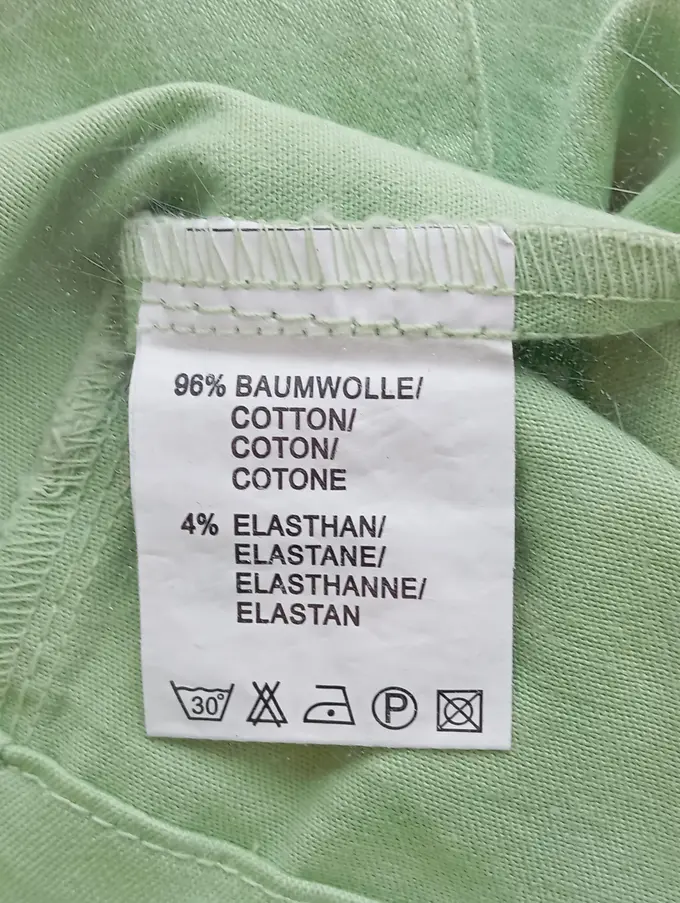 96% BAUMWOLLE/
COTTON/
COTON/
COTONE
4% ELASTHAN/
ELASTANE/
ELASTHANNE/
ELASTAN
30° P